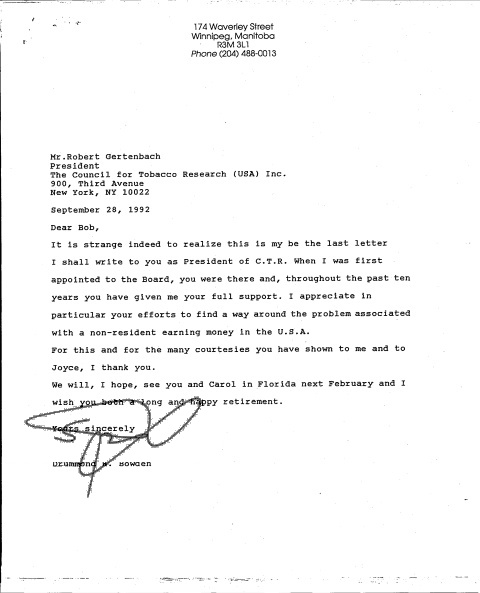 174 Waverley Street
Winnipeg, Manitoba
R3M 3L1
Phone (204) 488-0013
Mr.Robert Gertenbach
President
The Council for Tobacco Research (USA) Inc.
900, Third Avenue
New York, NY 10022
September 28, 1992
Dear Bob,
It is strange indeed to realize this is my be the last letter
I shall write to you as President of C.T.R. When I was first
appointed to the Board, you were there and, throughout the past ten
years you have given me your full support. I appreciate in
particular your efforts to find a way around the problem associated
with a non-resident earning money in the U.S.A.
For this and for the many courtesies you have shown to me and to
Joyce, I thank you.
We will, I hope, see you and Carol in Florida next February and I
wish you both a long and happy retirement.
Yours sincerely
Drummond H. Bowden